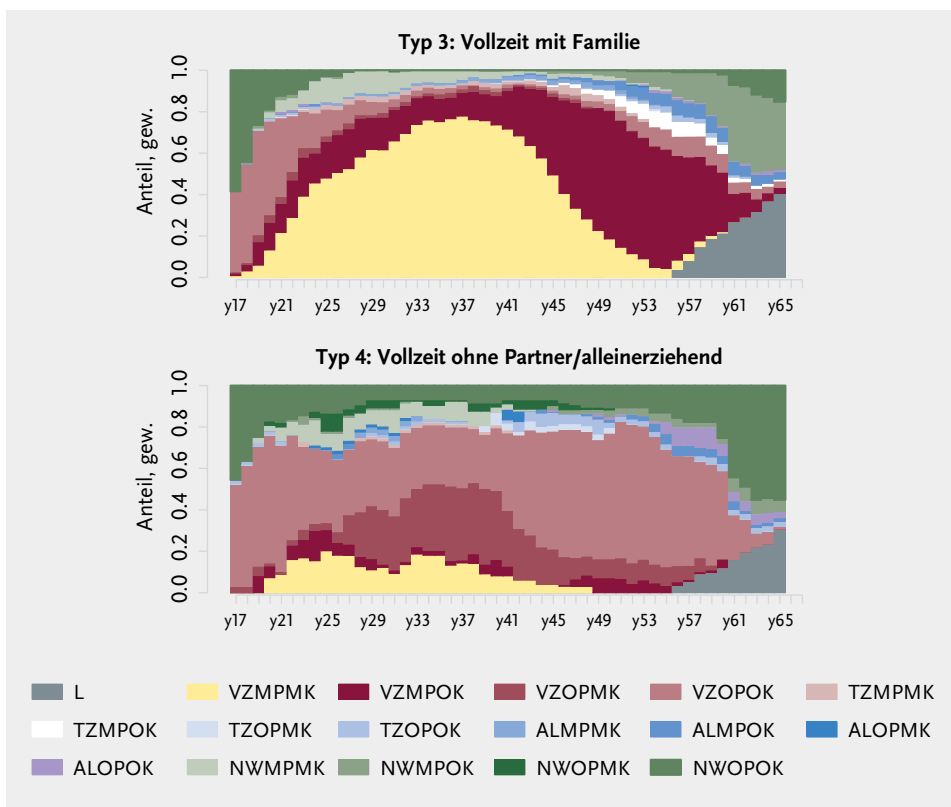 Typ 3: Vollzeit mit Familie
Anteil, gew.
1.0
0.8
0.6
0.4
0.2
0.0
y17 y21 y25 y29 y33 y37 y41 y45 y49 y53 y57 y61 y65
Typ 4: Vollzeit ohne Partner/alleinerziehend
Anteil, gew.
1.0
0.8
0.6
0.4
0.2
0.0
y17 y21 y25 y29 y33 y37 y41 y45 y49 y53 y57 y61 y65
L VZMPMK VZMPOK VZOPMK VZOPOK TZMPMK
TZMPOK TZOPMK TZOPOK ALMPMK ALMPOK ALOPMK
ALOPOK NWMPMK NWMPOK NWOPMK NWOPOK